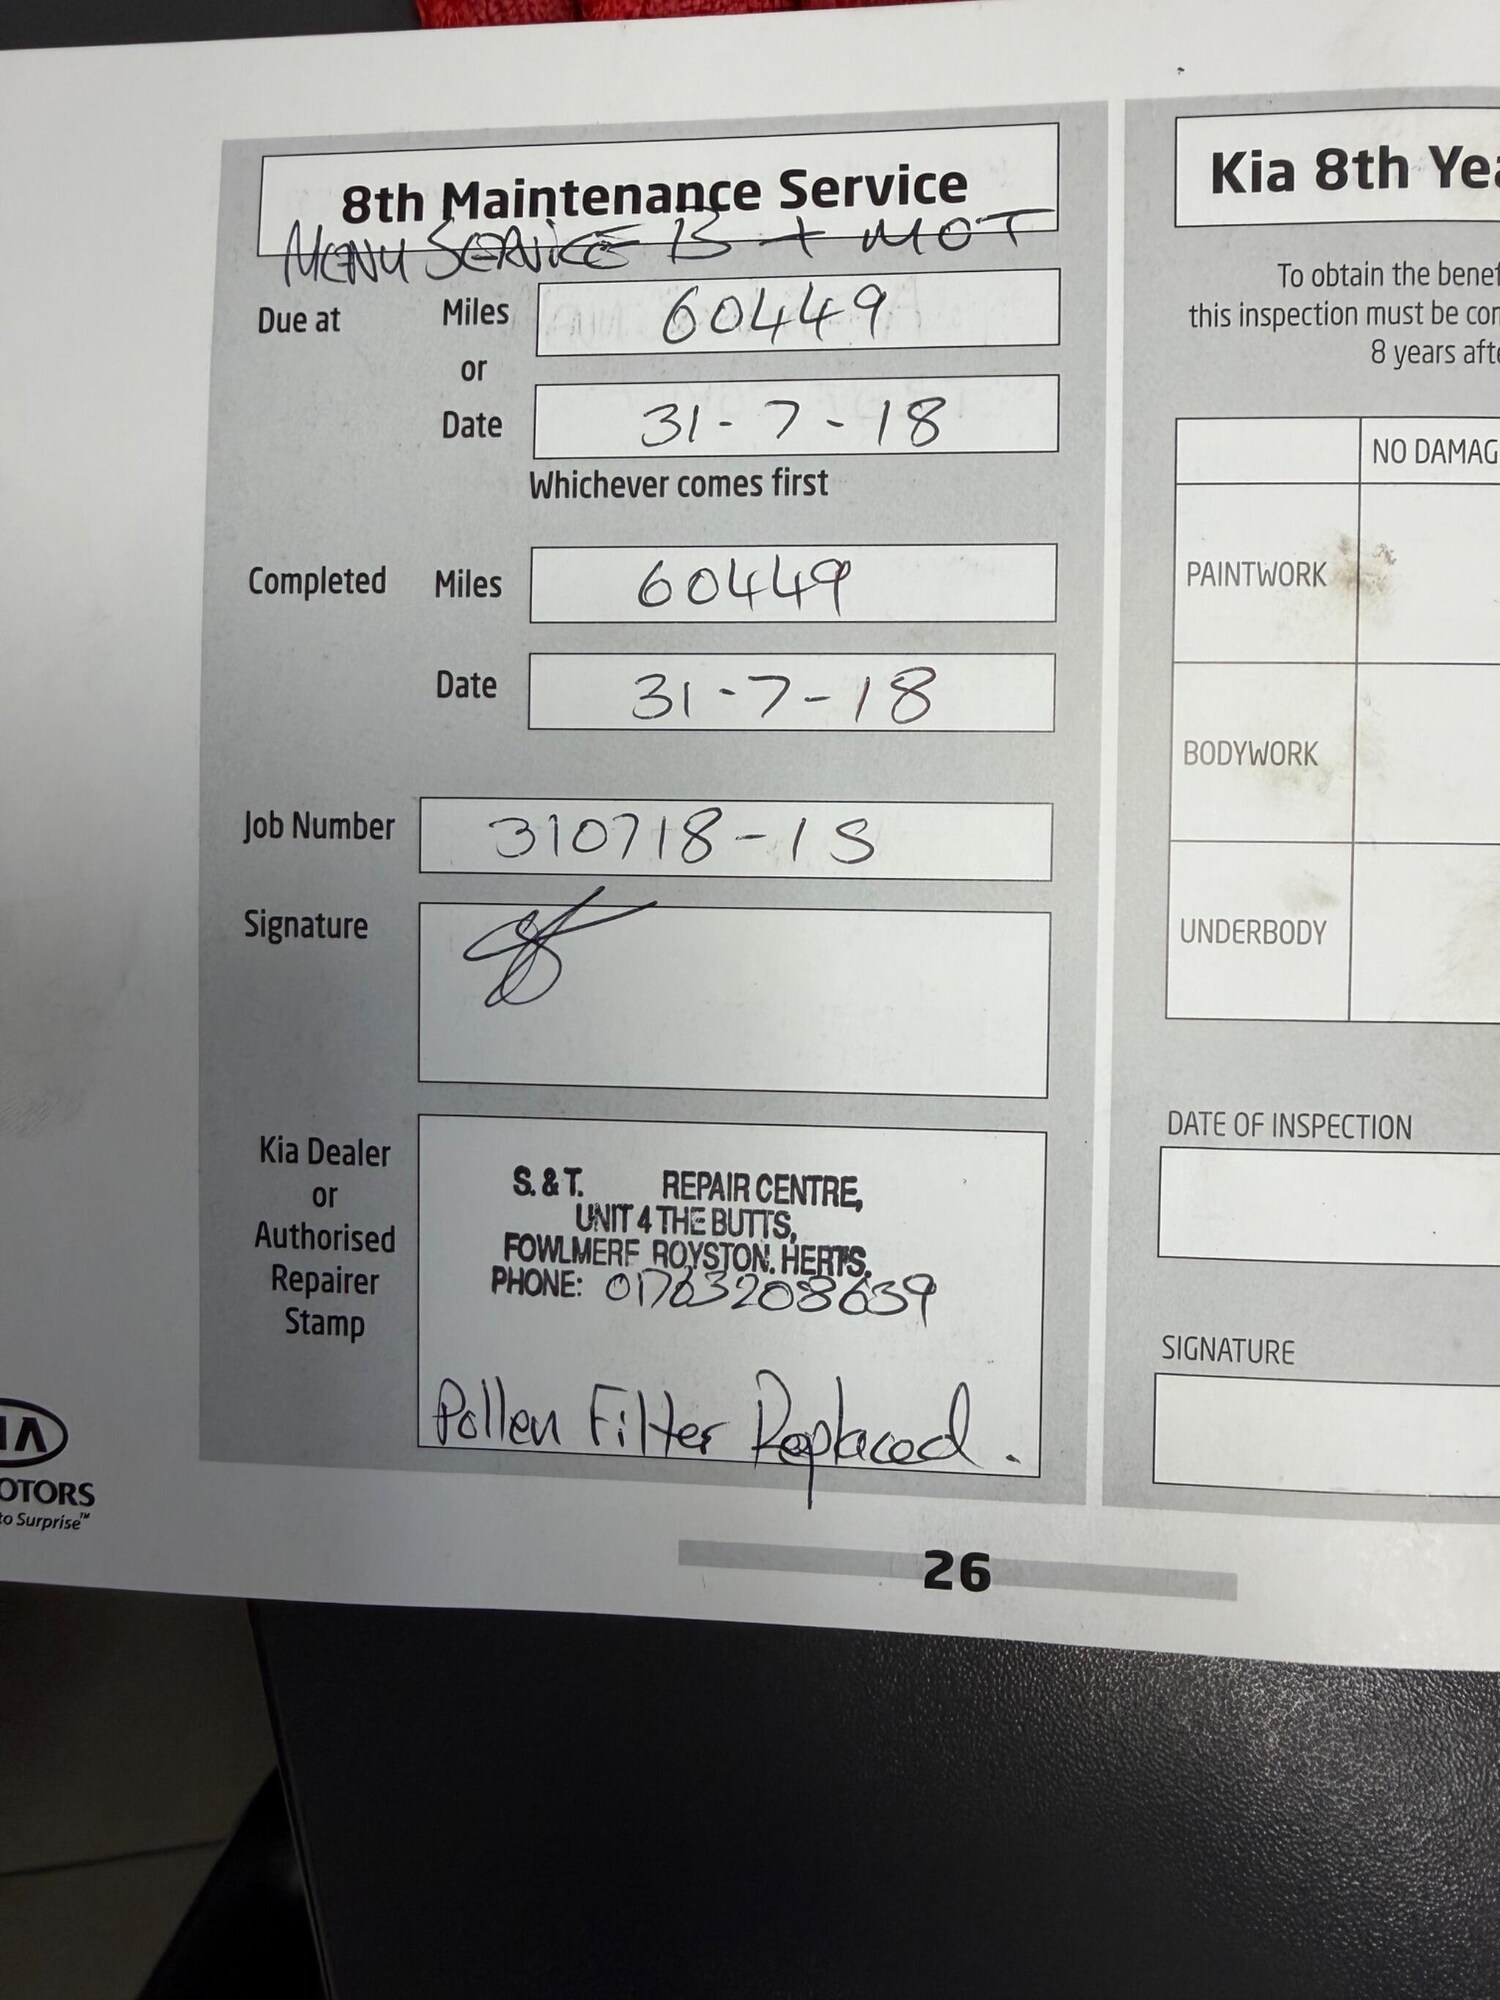 8th Maintenance Service
MENU SERVICE B + MOT
Due at Miles 60449
or
Date 31-7-18
Whichever comes first
Completed Miles 60449
Date 31-7-18
Job Number 310718-1S
Signature
Kia Dealer
or
Authorised
Repairer
Stamp
S. & T. REPAIR CENTRE,
UNIT 4 THE BUTTS,
FOWLMERE ROYSTON. HERTS.
PHONE: 01763208639
Pollen Filter Replaced.
Kia 8th Yea
To obtain the benef
this inspection must be con
8 years afte
NO DAMAG
PAINTWORK
BODYWORK
UNDERBODY
DATE OF INSPECTION
SIGNATURE
IA
OTORS
to Surprise™
26